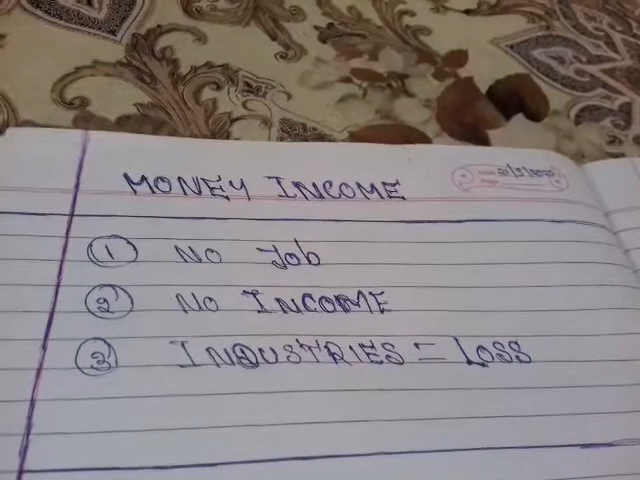 MONEY INCOME
① No Job
② No INCOME
③ INDUSTRIES = Loss